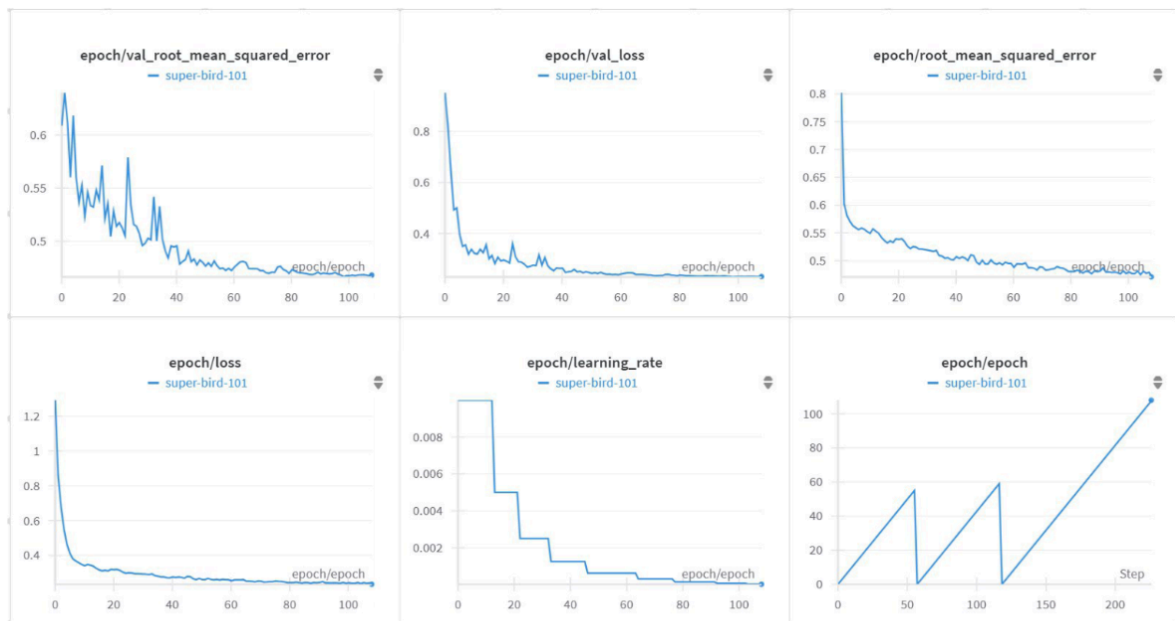 epoch/val_root_mean_squared_error
super-bird-101
0.6
0.55
0.5
epoch/epoch
0 20 40 60 80 100
epoch/val_loss
super-bird-101
0.8
0.6
0.4
epoch/epoch
0 20 40 60 80 100
epoch/root_mean_squared_error
super-bird-101
0.8
0.75
0.7
0.65
0.6
0.55
0.5
epoch/epoch
0 20 40 60 80 100
epoch/loss
super-bird-101
1.2
1
0.8
0.6
0.4
epoch/epoch
0 20 40 60 80 100
epoch/learning_rate
super-bird-101
0.008
0.006
0.004
0.002
epoch/epoch
0 20 40 60 80 100
epoch/epoch
super-bird-101
100
80
60
40
20
0
Step
0 50 100 150 200